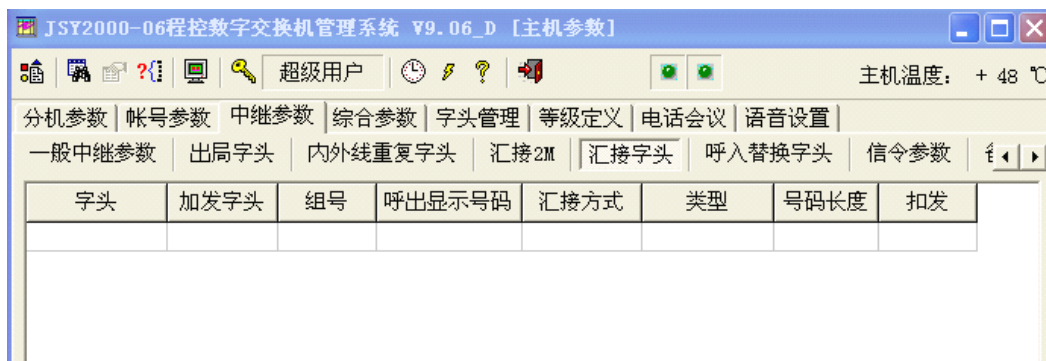 JSY2000-06程控数字交换机管理系统 V9.06_D [主机参数]
超级用户 主机温度： + 48 ℃
分机参数 帐号参数 中继参数 综合参数 字头管理 等级定义 电话会议 语音设置
一般中继参数 出局字头 内外线重复字头 汇接2M 汇接字头 呼入替换字头 信令参数
字头 加发字头 组号 呼出显示号码 汇接方式 类型 号码长度 扣发